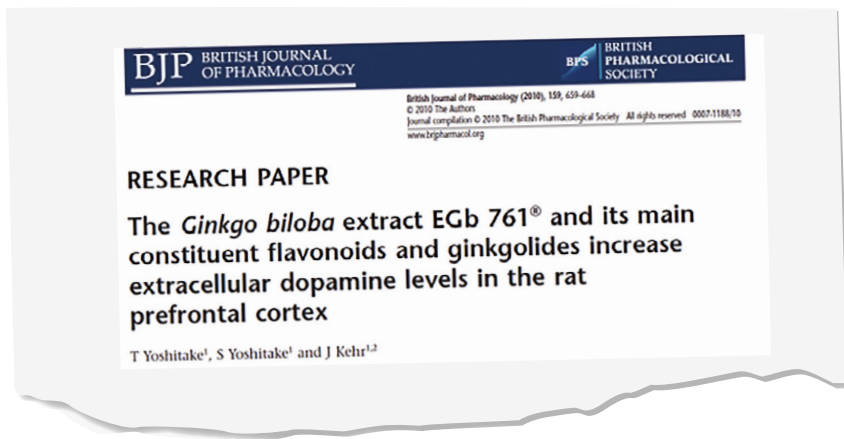 BJP BRITISH JOURNAL
OF PHARMACOLOGY
BPS BRITISH
PHARMACOLOGICAL
SOCIETY
British Journal of Pharmacology (2010), 159, 659–668
© 2010 The Authors
Journal compilation © 2010 The British Pharmacological Society All rights reserved 0007-1188/10
www.brjpharmacol.org
RESEARCH PAPER
The Ginkgo biloba extract EGb 761® and its main
constituent flavonoids and ginkgolides increase
extracellular dopamine levels in the rat
prefrontal cortex
T Yoshitake¹, S Yoshitake¹ and J Kehr¹,²